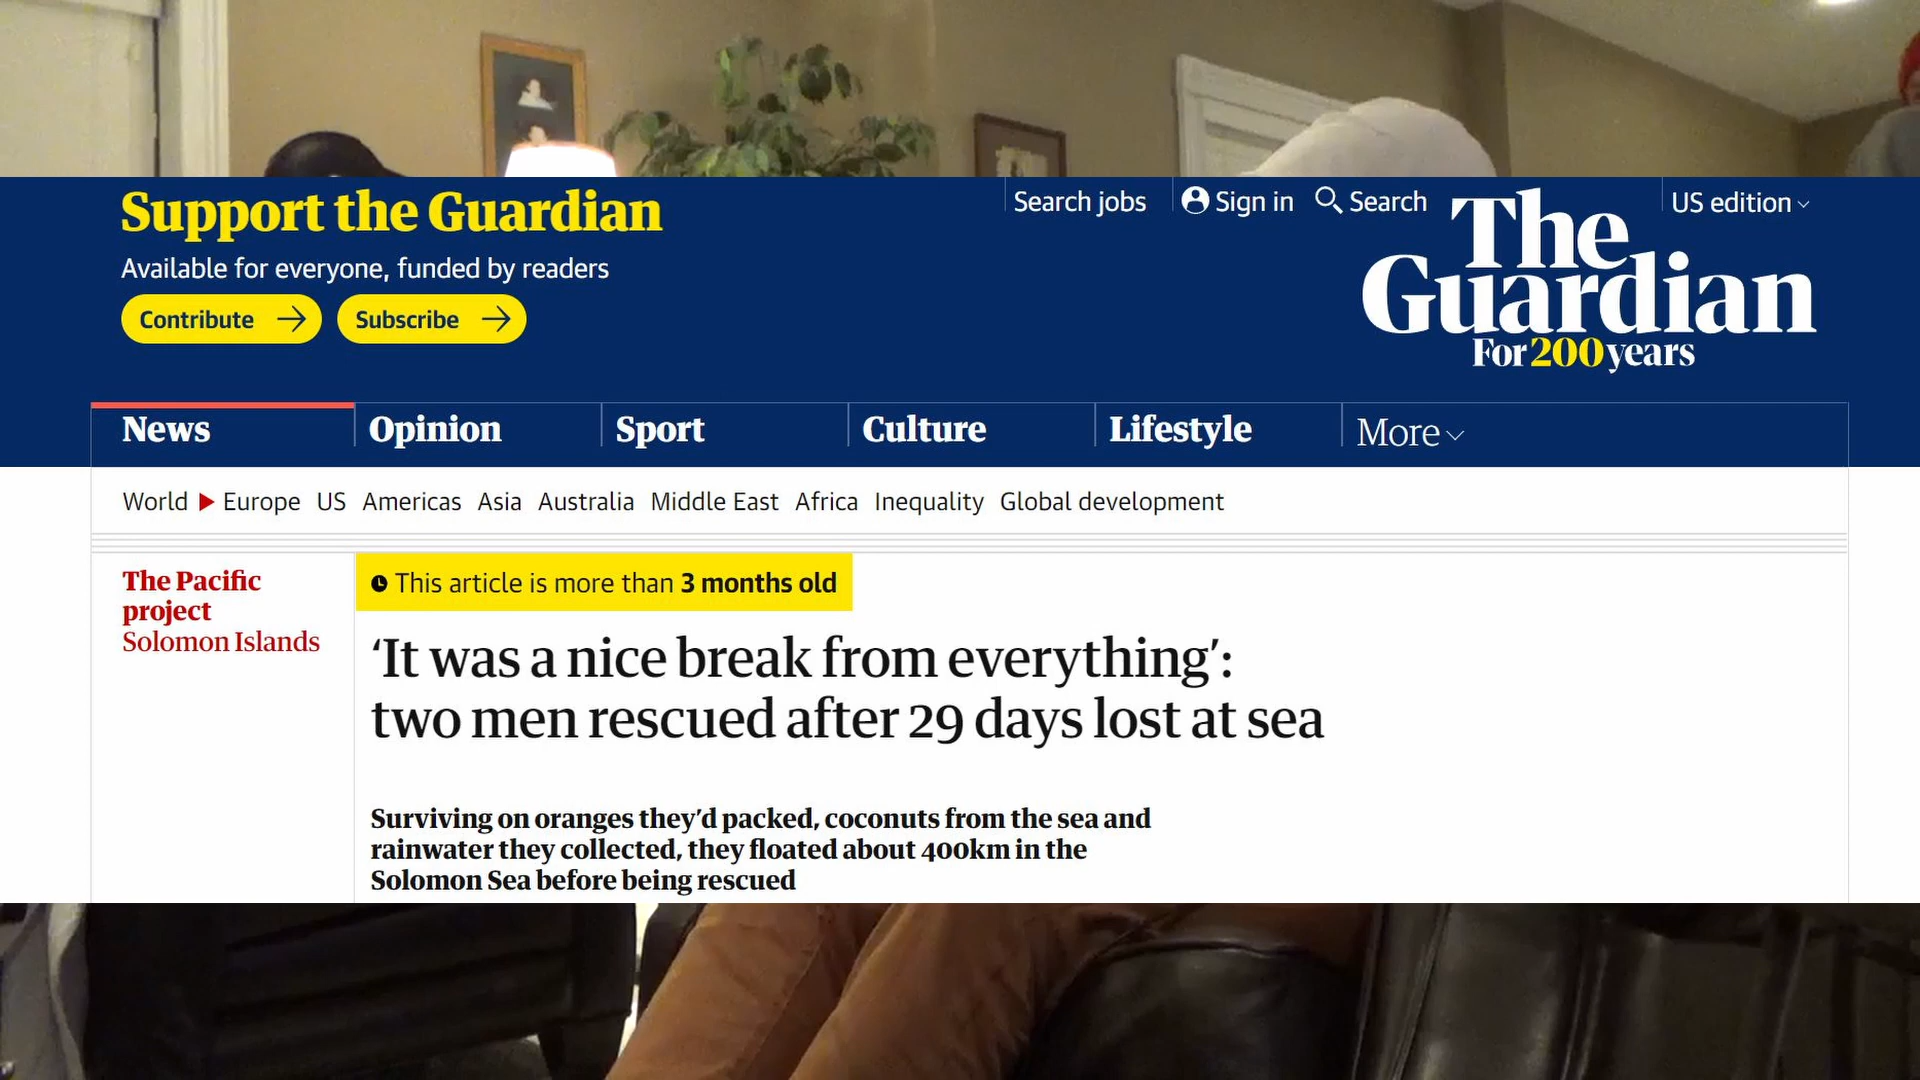 Support the Guardian
Available for everyone, funded by readers
Contribute
Subscribe
Search jobs
Sign in
Search
US edition
The
Guardian
For 200 years
News
Opinion
Sport
Culture
Lifestyle
More
World
Europe
US
Americas
Asia
Australia
Middle East
Africa
Inequality
Global development
The Pacific
project
Solomon Islands
This article is more than 3 months old
‘It was a nice break from everything’:
two men rescued after 29 days lost at sea
Surviving on oranges they’d packed, coconuts from the sea and
rainwater they collected, they floated about 400km in the
Solomon Sea before being rescued